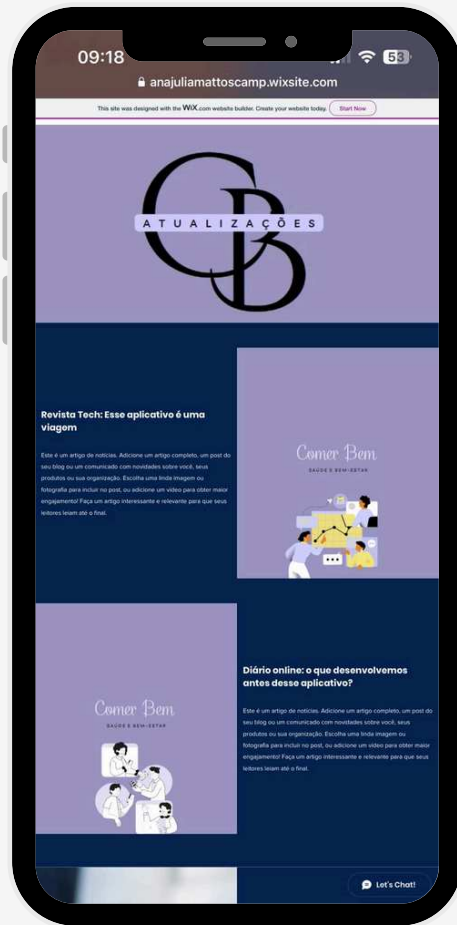 09:18
53
anajuliamattoscamp.wixsite.com
This site was designed with the WiX.com website builder. Create your website today. Start Now
CB
ATUALIZAÇÕES
Revista Tech: Esse aplicativo é uma
viagem
Este é um artigo de notícias. Adicione um artigo completo, um post do
seu blog ou um comunicado com novidades sobre você, seus
produtos ou sua organização. Escolha uma linda imagem ou
fotografia para incluir no post, ou adicione um vídeo para obter maior
engajamento! Faça um artigo interessante e relevante para que seus
leitores leiam até o final.
Comer Bem
SAÚDE E BEM-ESTAR
Comer Bem
SAÚDE E BEM-ESTAR
Diário online: o que desenvolvemos
antes desse aplicativo?
Este é um artigo de notícias. Adicione um artigo completo, um post do
seu blog ou um comunicado com novidades sobre você, seus
produtos ou sua organização. Escolha uma linda imagem ou
fotografia para incluir no post, ou adicione um vídeo para obter maior
engajamento! Faça um artigo interessante e relevante para que seus
leitores leiam até o final.
Let's Chat!